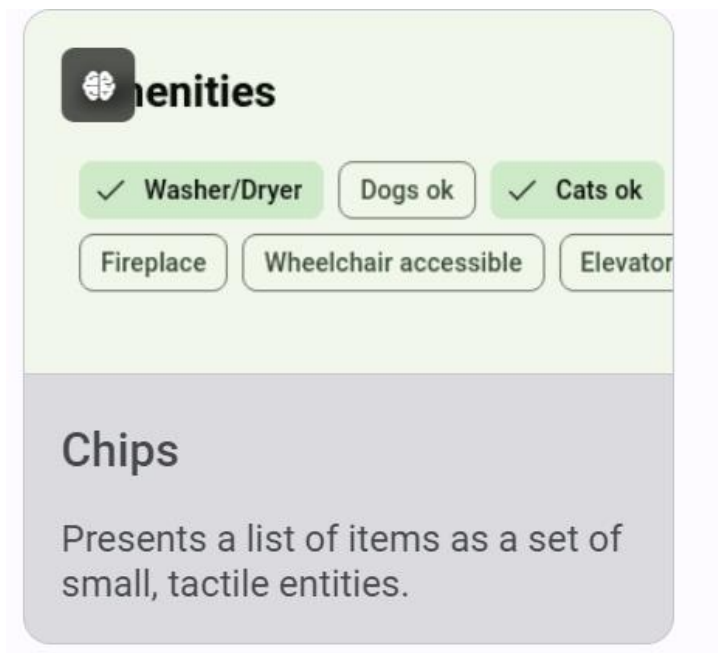 enities
Washer/Dryer Dogs ok Cats ok
Fireplace Wheelchair accessible Elevator
Chips
Presents a list of items as a set of
small, tactile entities.